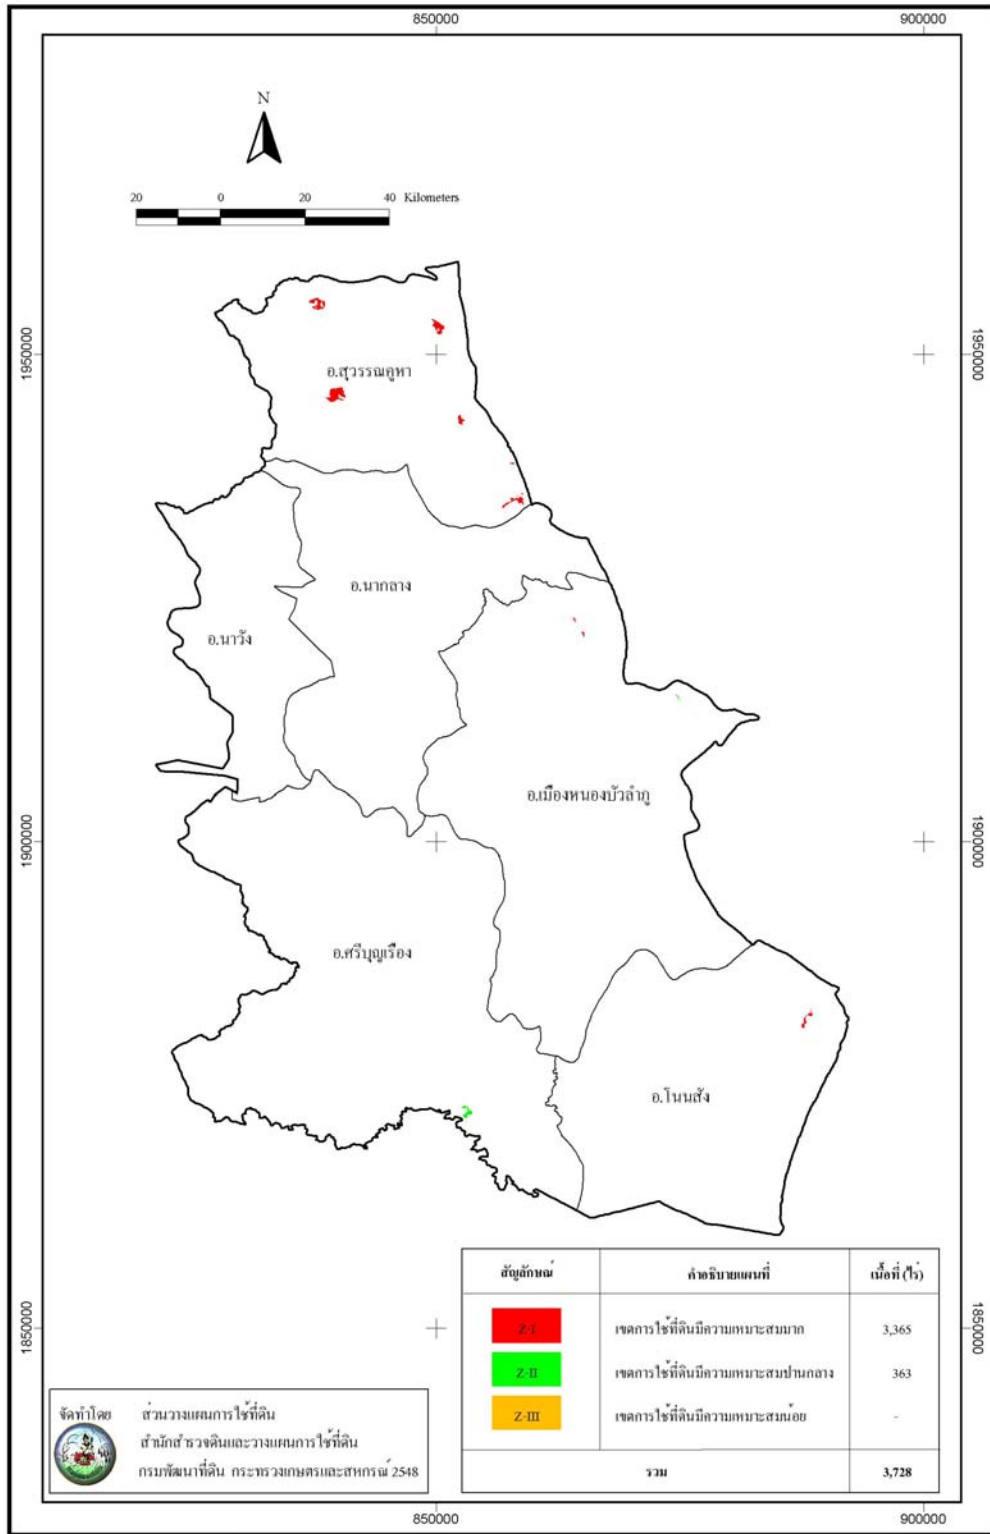 850000 900000
N
20 0 20 40 Kilometers
1950000 1950000
อ.สุวรรณคูหา
อ.นากลาง
อ.นาวัง
อ.เมืองหนองบัวลำภู
1900000 1900000
อ.ศรีบุญเรือง
อ.โนนสัง
สัญลักษณ์ คำอธิบายแผนที่ เนื้อที่ (ไร่)
Z-I เขตการใช้ที่ดินมีความเหมาะสมมาก 3,365
Z-II เขตการใช้ที่ดินมีความเหมาะสมปานกลาง 363
Z-III เขตการใช้ที่ดินมีความเหมาะสมน้อย -
รวม 3,728
1850000 1850000
จัดทำโดย ส่วนวางแผนการใช้ที่ดิน
สำนักสำรวจดินและวางแผนการใช้ที่ดิน
กรมพัฒนาที่ดิน กระทรวงเกษตรและสหกรณ์ 2548
850000 900000